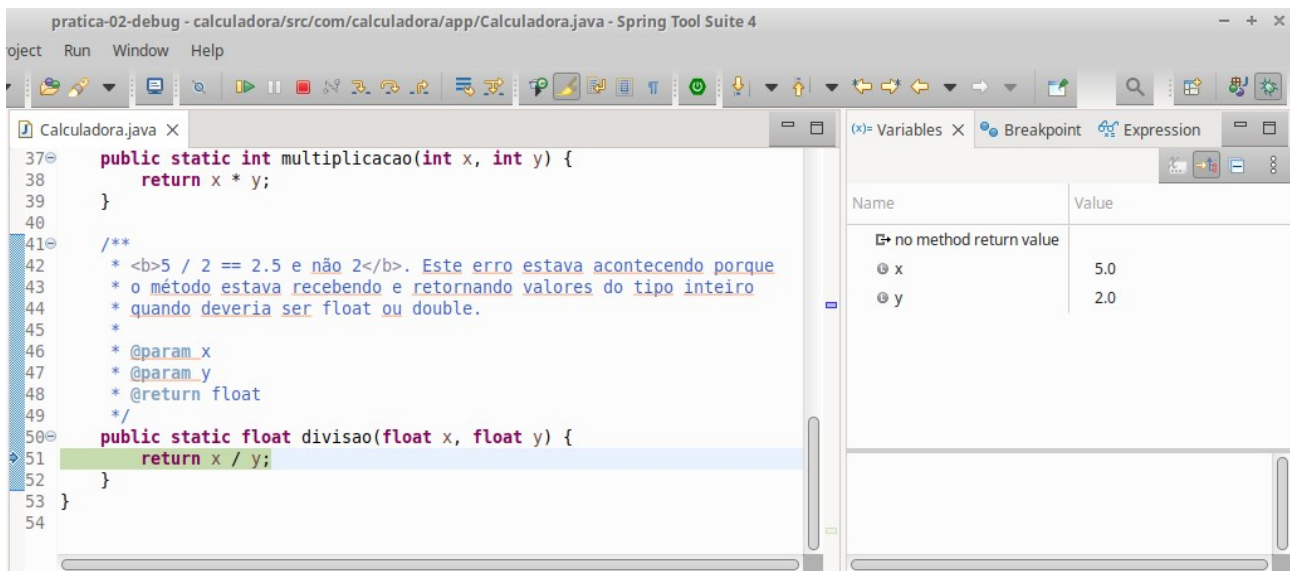 pratica-02-debug - calculadora/src/com/calculadora/app/Calculadora.java - Spring Tool Suite 4
oject Run Window Help
Calculadora.java
37 public static int multiplicacao(int x, int y) {
38 return x * y;
39 }
40
41 /**
42 * <b>5 / 2 == 2.5 e não 2</b>. Este erro estava acontecendo porque
43 * o método estava recebendo e retornando valores do tipo inteiro
44 * quando deveria ser float ou double.
45 *
46 * @param x
47 * @param y
48 * @return float
49 */
50 public static float divisao(float x, float y) {
51 return x / y;
52 }
53 }
54
(x)= Variables Breakpoint Expression
Name Value
no method return value
x 5.0
y 2.0